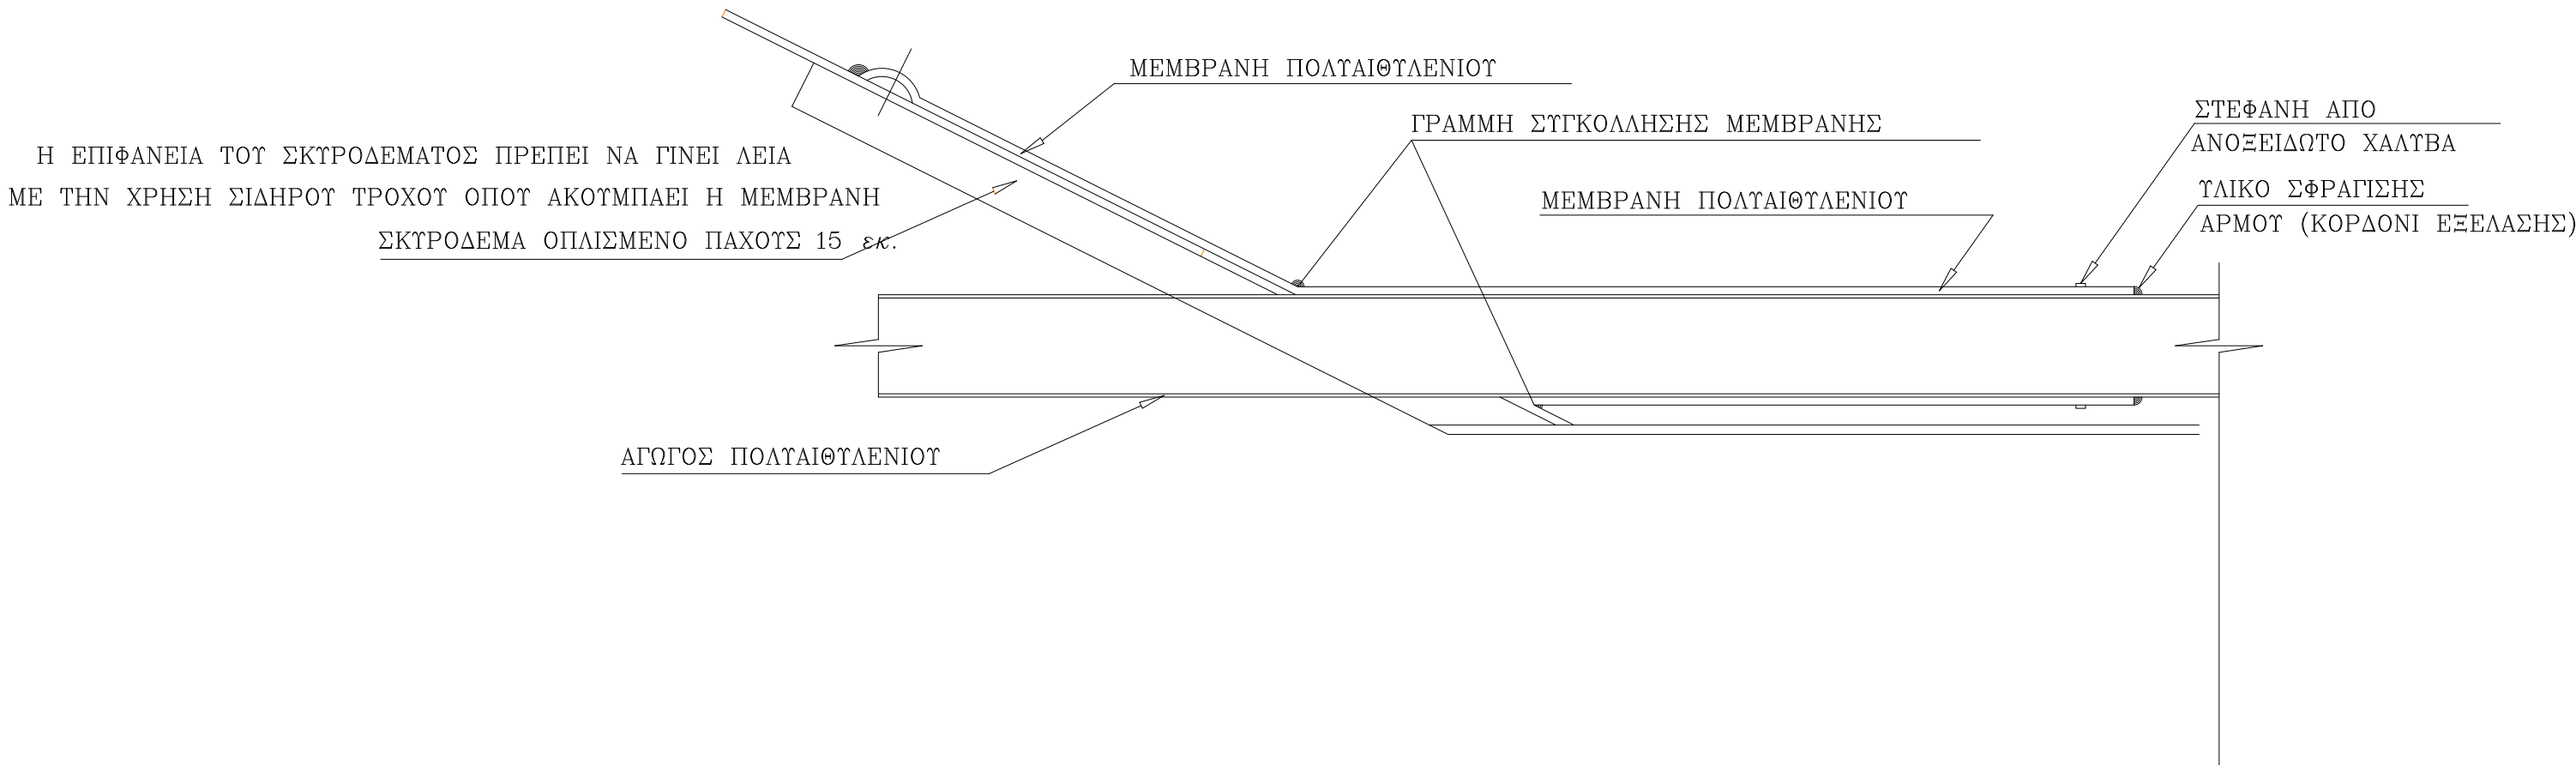 ΜΕΜΒΡΑΝΗ ΠΟΛΥΑΙΘΥΛΕΝΙΟΥ
ΓΡΑΜΜΗ ΣΥΓΚΟΛΛΗΣΗΣ ΜΕΜΒΡΑΝΗΣ
ΣΤΕΦΑΝΗ ΑΠΟ
ΑΝΟΞΕΙΔΩΤΟ ΧΑΛΥΒΑ
Η ΕΠΙΦΑΝΕΙΑ ΤΟΥ ΣΚΥΡΟΔΕΜΑΤΟΣ ΠΡΕΠΕΙ ΝΑ ΓΙΝΕΙ ΛΕΙΑ
ΜΕ ΤΗΝ ΧΡΗΣΗ ΣΙΔΗΡΟΥ ΤΡΟΧΟΥ ΟΠΟΥ ΑΚΟΥΜΠΑΕΙ Η ΜΕΜΒΡΑΝΗ
ΣΚΥΡΟΔΕΜΑ ΟΠΛΙΣΜΕΝΟ ΠΑΧΟΥΣ 15 εκ.
ΜΕΜΒΡΑΝΗ ΠΟΛΥΑΙΘΥΛΕΝΙΟΥ
ΥΛΙΚΟ ΣΦΡΑΓΙΣΗΣ
ΑΡΜΟΥ (ΚΟΡΔΟΝΙ ΕΞΕΛΑΣΗΣ)
ΑΓΩΓΟΣ ΠΟΛΥΑΙΘΥΛΕΝΙΟΥ